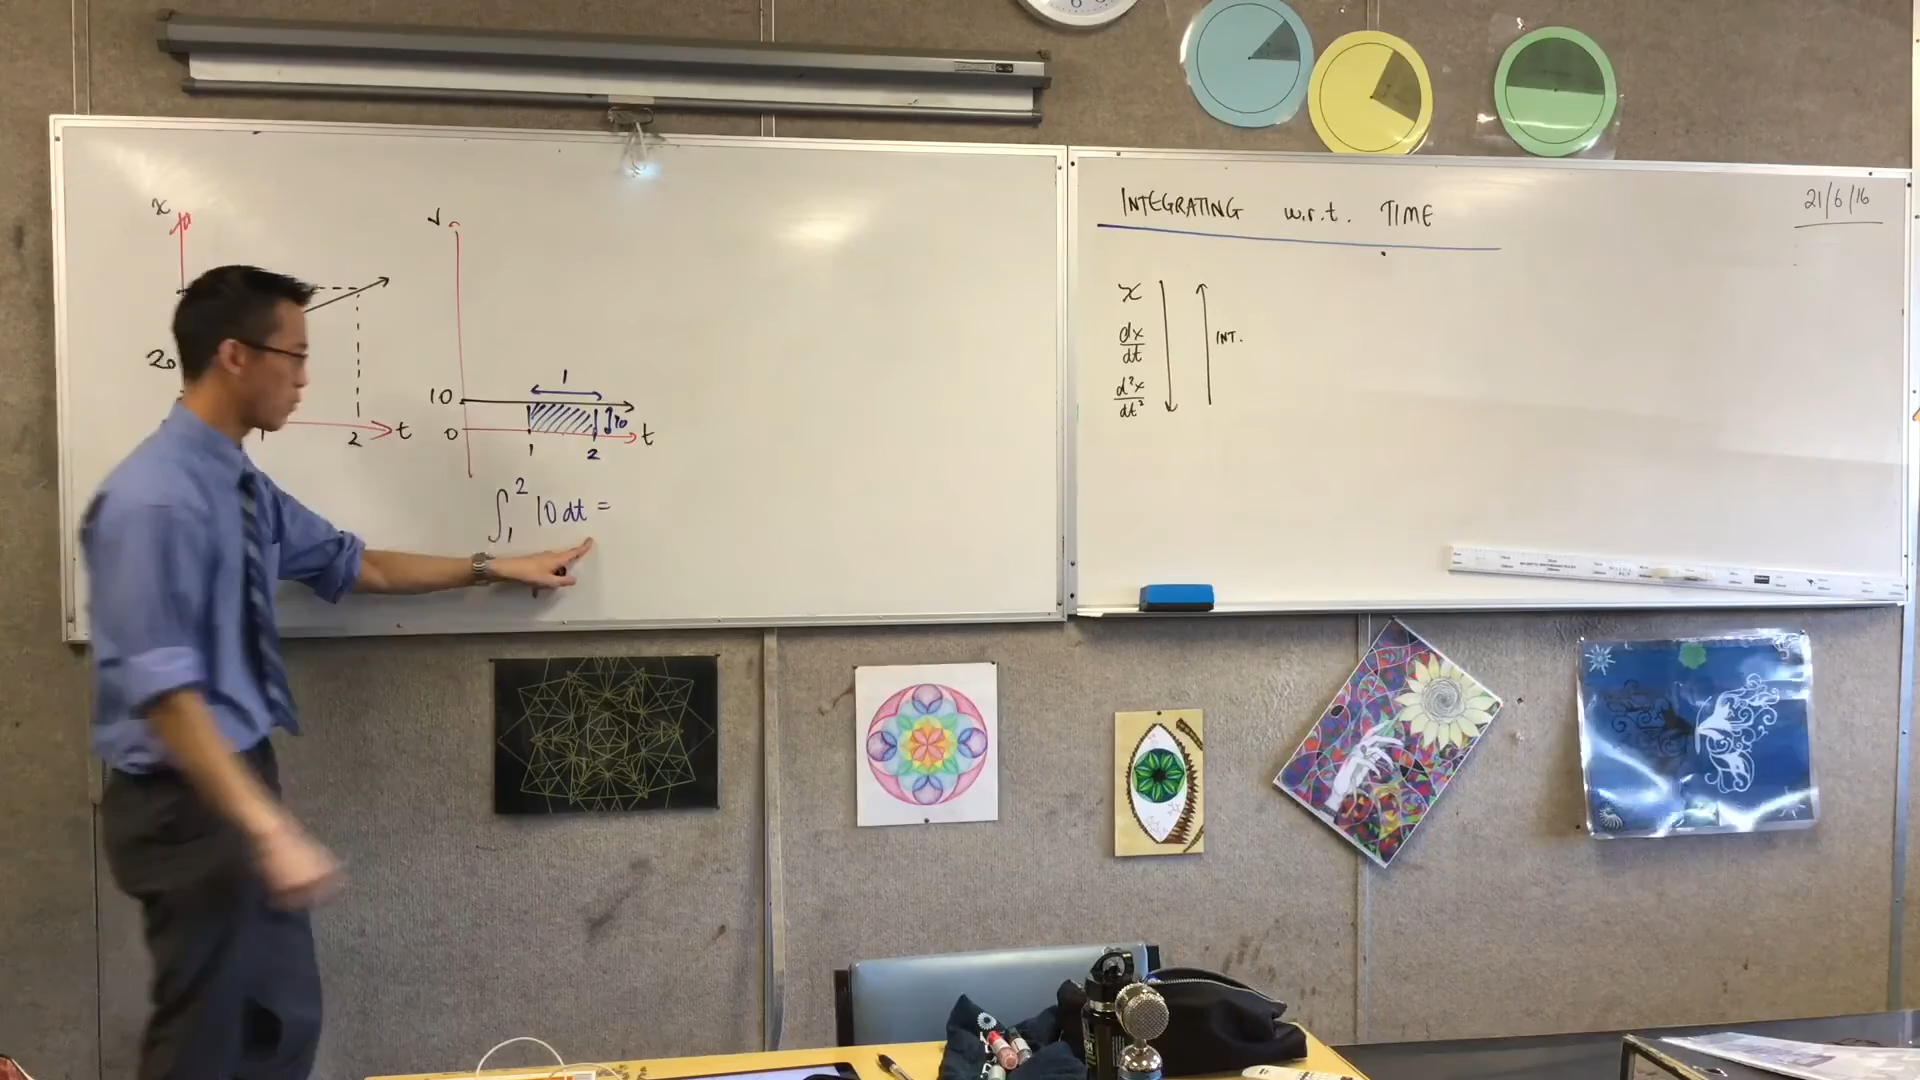 x
20
2
t
v
1
10
10
0
t
1
2
∫₁² 10 dt =
INTEGRATING w.r.t. TIME
21/6/16
x
dx/dt
INT.
d²x/dt²